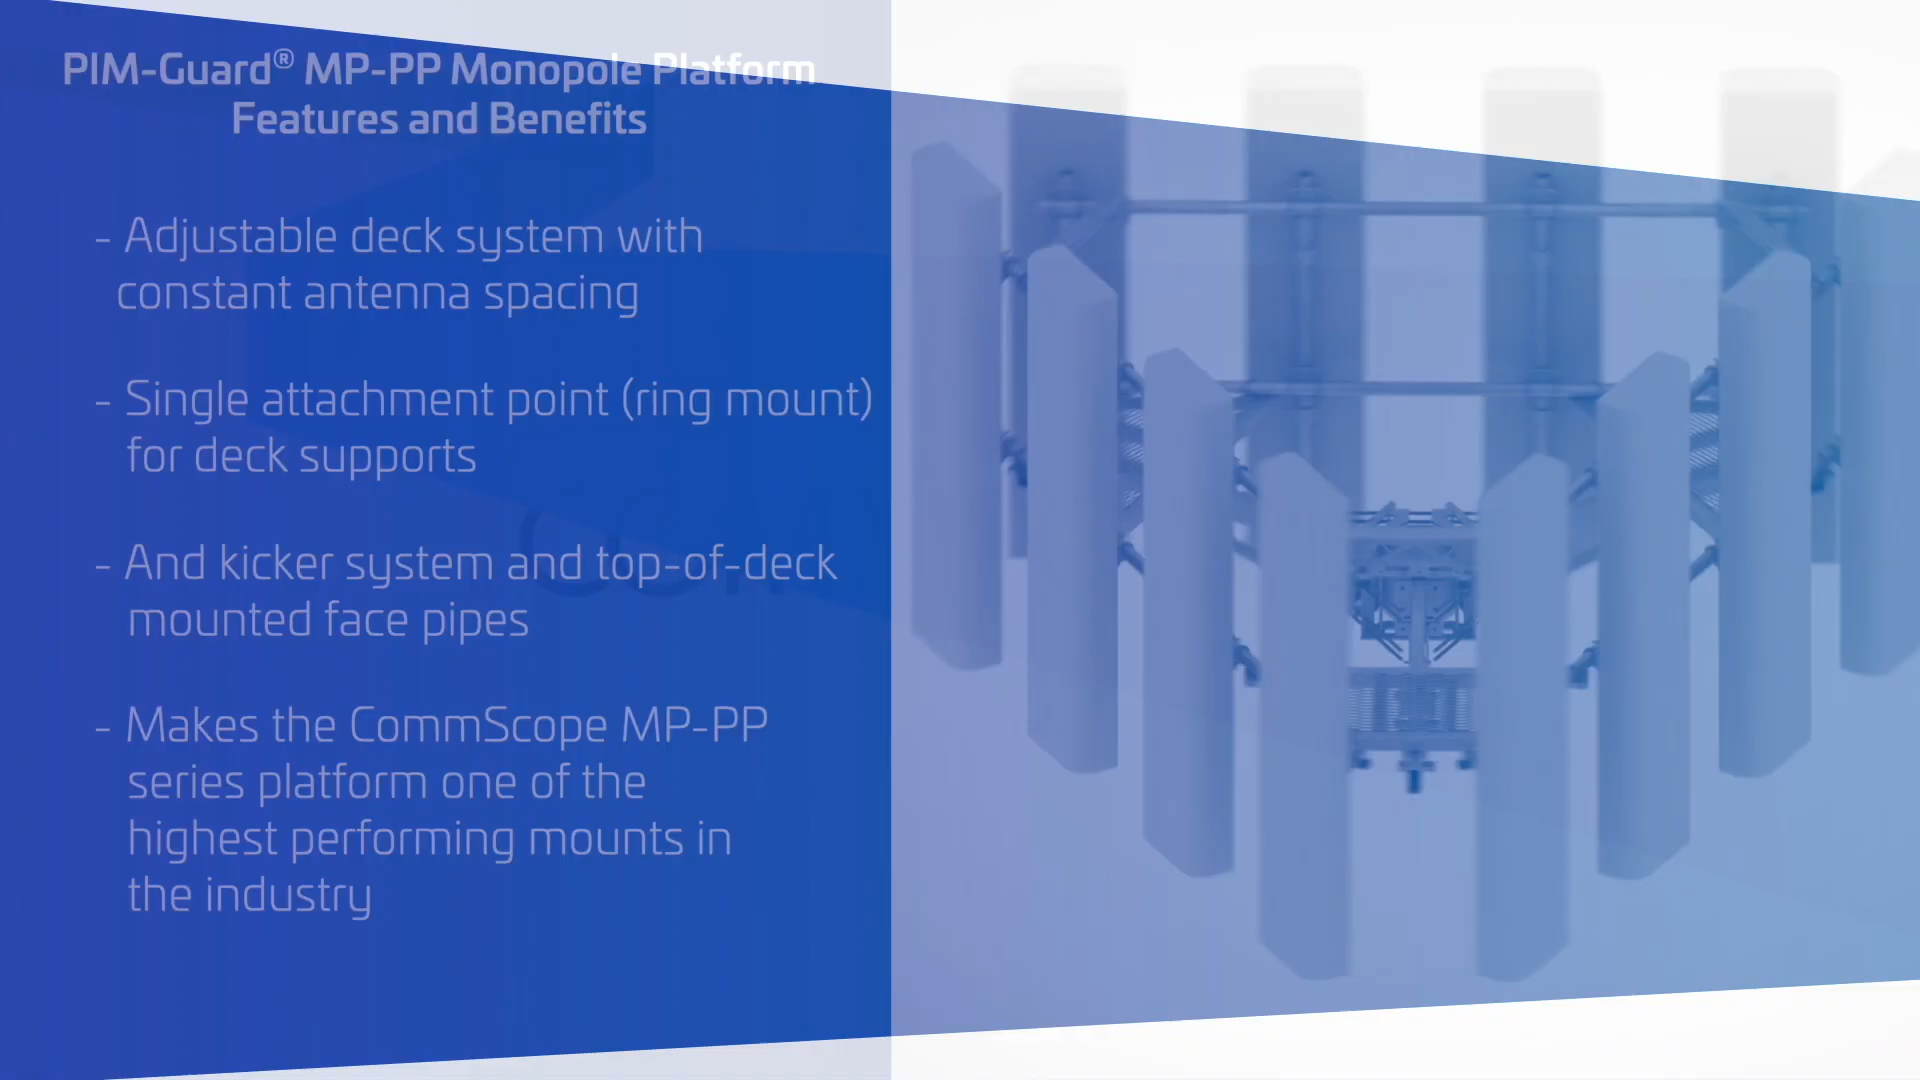 PIM-Guard® MP-PP Monopole Platform
Features and Benefits
- Adjustable deck system with
constant antenna spacing
- Single attachment point (ring mount)
for deck supports
- And kicker system and top-of-deck
mounted face pipes
- Makes the CommScope MP-PP
series platform one of the
highest performing mounts in
the industry